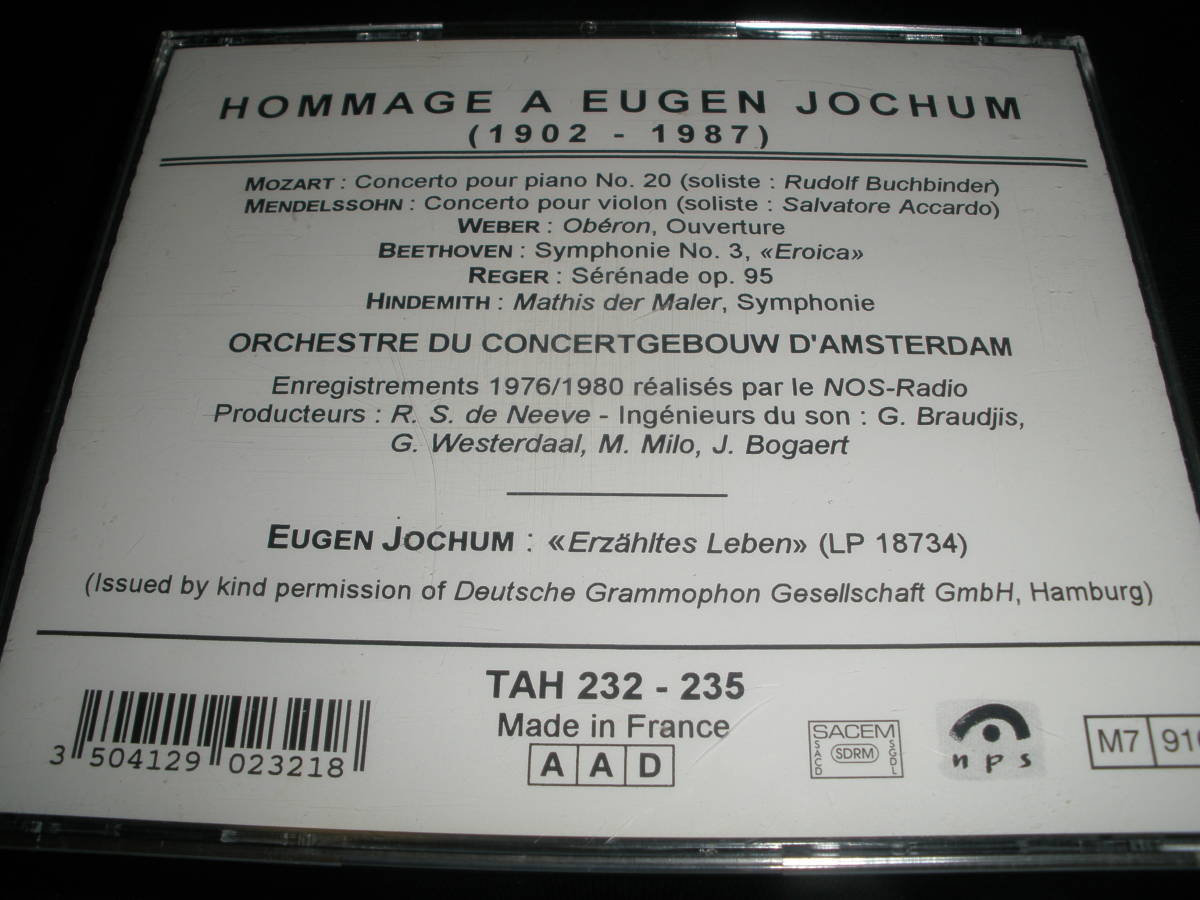 HOMMAGE A EUGEN JOCHUM
(1902 - 1987)
MOZART : Concerto pour piano No. 20 (soliste : Rudolf Buchbinder)
MENDELSSOHN : Concerto pour violon (soliste : Salvatore Accardo)
WEBER : Obéron, Ouverture
BEETHOVEN : Symphonie No. 3, «Eroica»
REGER : Sérénade op. 95
HINDEMITH : Mathis der Maler, Symphonie
ORCHESTRE DU CONCERTGEBOUW D'AMSTERDAM
Enregistrements 1976/1980 réalisés par le NOS-Radio
Producteurs : R. S. de Neeve - Ingénieurs du son : G. Braudjis,
G. Westerdaal, M. Milo, J. Bogaert
EUGEN JOCHUM : «Erzähltes Leben» (LP 18734)
(Issued by kind permission of Deutsche Grammophon Gesellschaft GmbH, Hamburg)
TAH 232 - 235
Made in France
A A D
3 504129 023218
SACEM
SACD
SDRM
SGDL
nps
M7 910